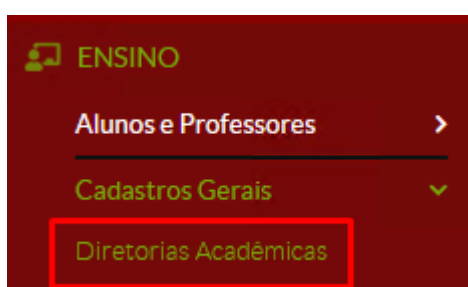 ENSINO
Alunos e Professores
Cadastros Gerais
Diretorias Acadêmicas